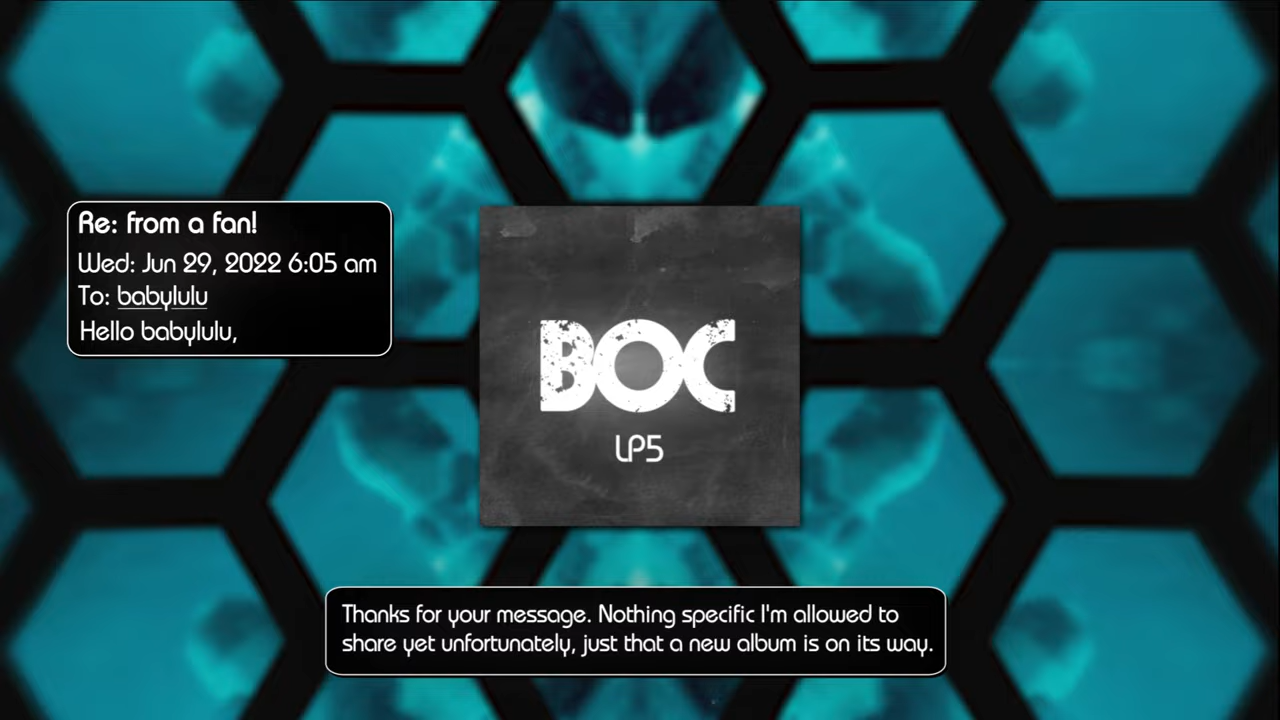 Re: from a fan!
Wed: Jun 29, 2022 6:05 am
To: babylulu
Hello babylulu,
BOC
LP5
Thanks for your message. Nothing specific I'm allowed to
share yet unfortunately, just that a new album is on its way.